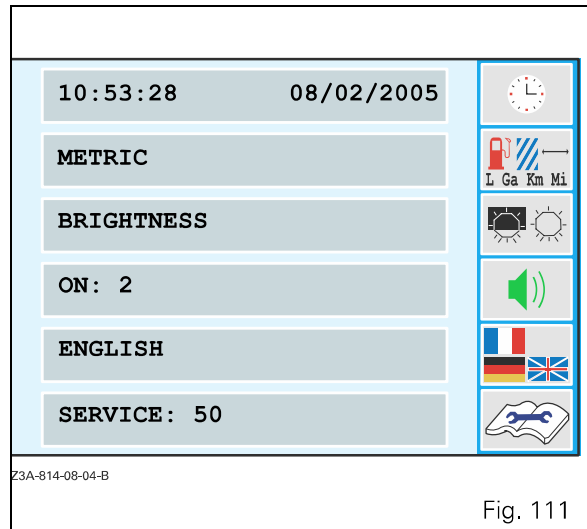 10:53:28 08/02/2005
METRIC
L Ga Km Mi
BRIGHTNESS
ON: 2
ENGLISH
SERVICE: 50
Z3A-814-08-04-B
Fig. 111